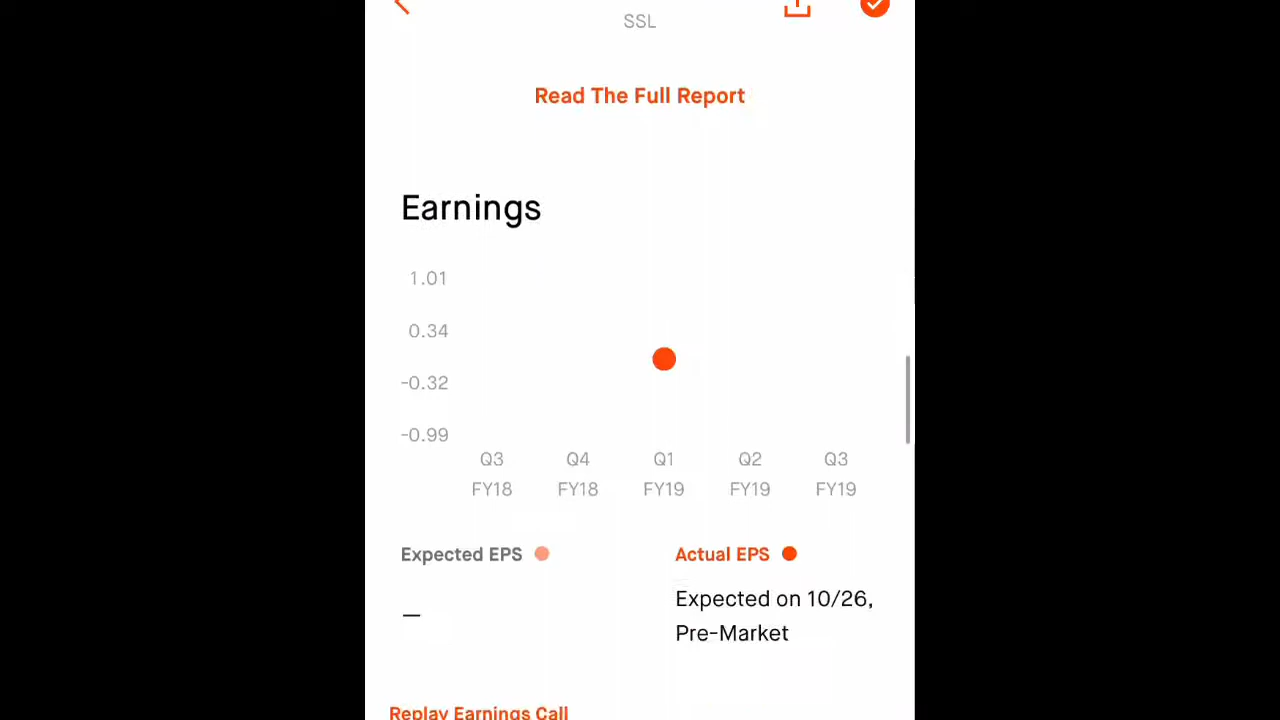 SSL
Read The Full Report
Earnings
1.01
0.34
-0.32
-0.99
Q3 Q4 Q1 Q2 Q3
FY18 FY18 FY19 FY19 FY19
Expected EPS
Actual EPS
—
Expected on 10/26,
Pre-Market
Replay Earnings Call